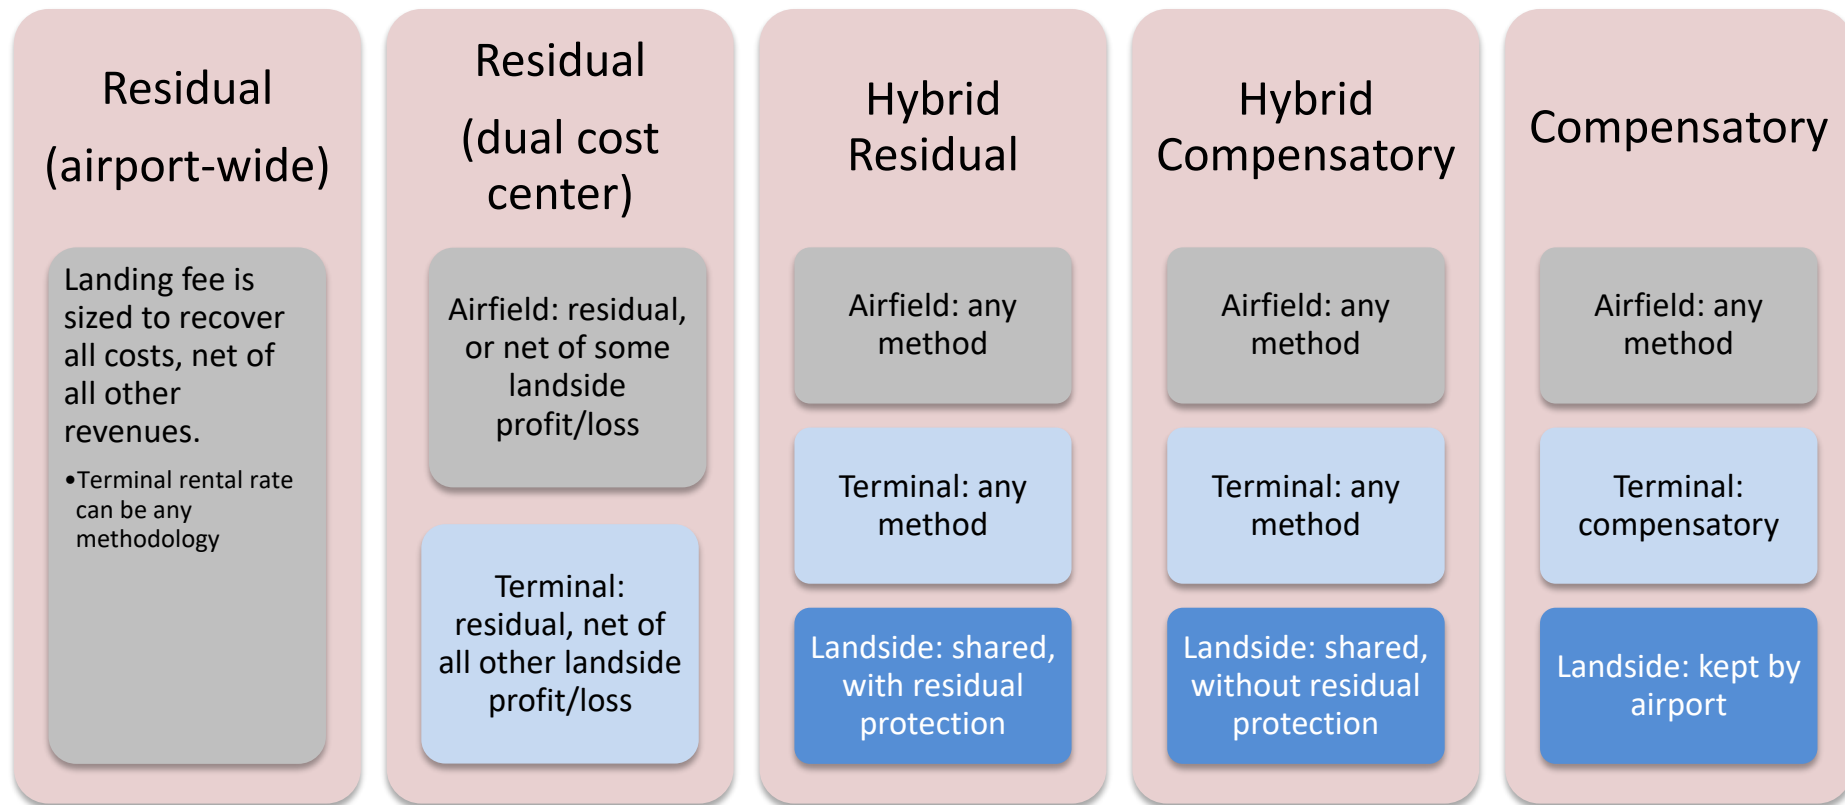 Residual
(airport-wide)
Landing fee is
sized to recover
all costs, net of
all other
revenues.
•Terminal rental rate
can be any
methodology
Residual
(dual cost
center)
Airfield: residual,
or net of some
landside
profit/loss
Terminal:
residual, net of
all other landside
profit/loss
Hybrid
Residual
Airfield: any
method
Terminal: any
method
Landside: shared,
with residual
protection
Hybrid
Compensatory
Airfield: any
method
Terminal: any
method
Landside: shared,
without residual
protection
Compensatory
Airfield: any
method
Terminal:
compensatory
Landside: kept by
airport